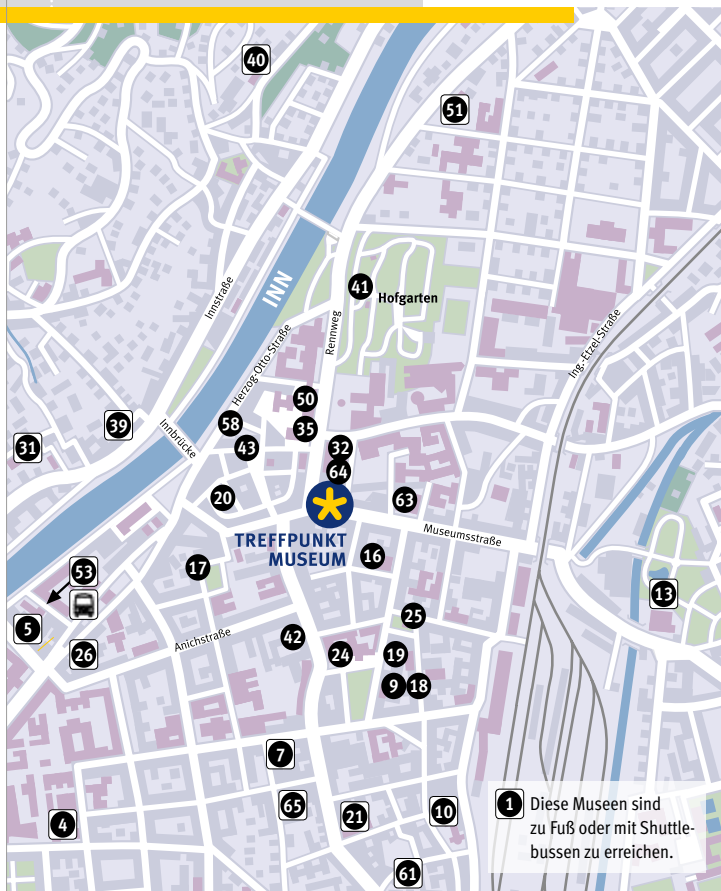 40
51
INN
Innstraße
41
Hofgarten
Rennweg
Herzog-Otto-Straße
Ing.-Etzel-Straße
50
39
58
35
31
Innbrücke
43
32
64
20
63
TREFFPUNKT
MUSEUM
Museumsstraße
16
17
53
13
25
5
Anichstraße
42
26
24
19
9
18
7
65
10
21
4
61
1 Diese Museen sind
zu Fuß oder mit Shuttle-
bussen zu erreichen.